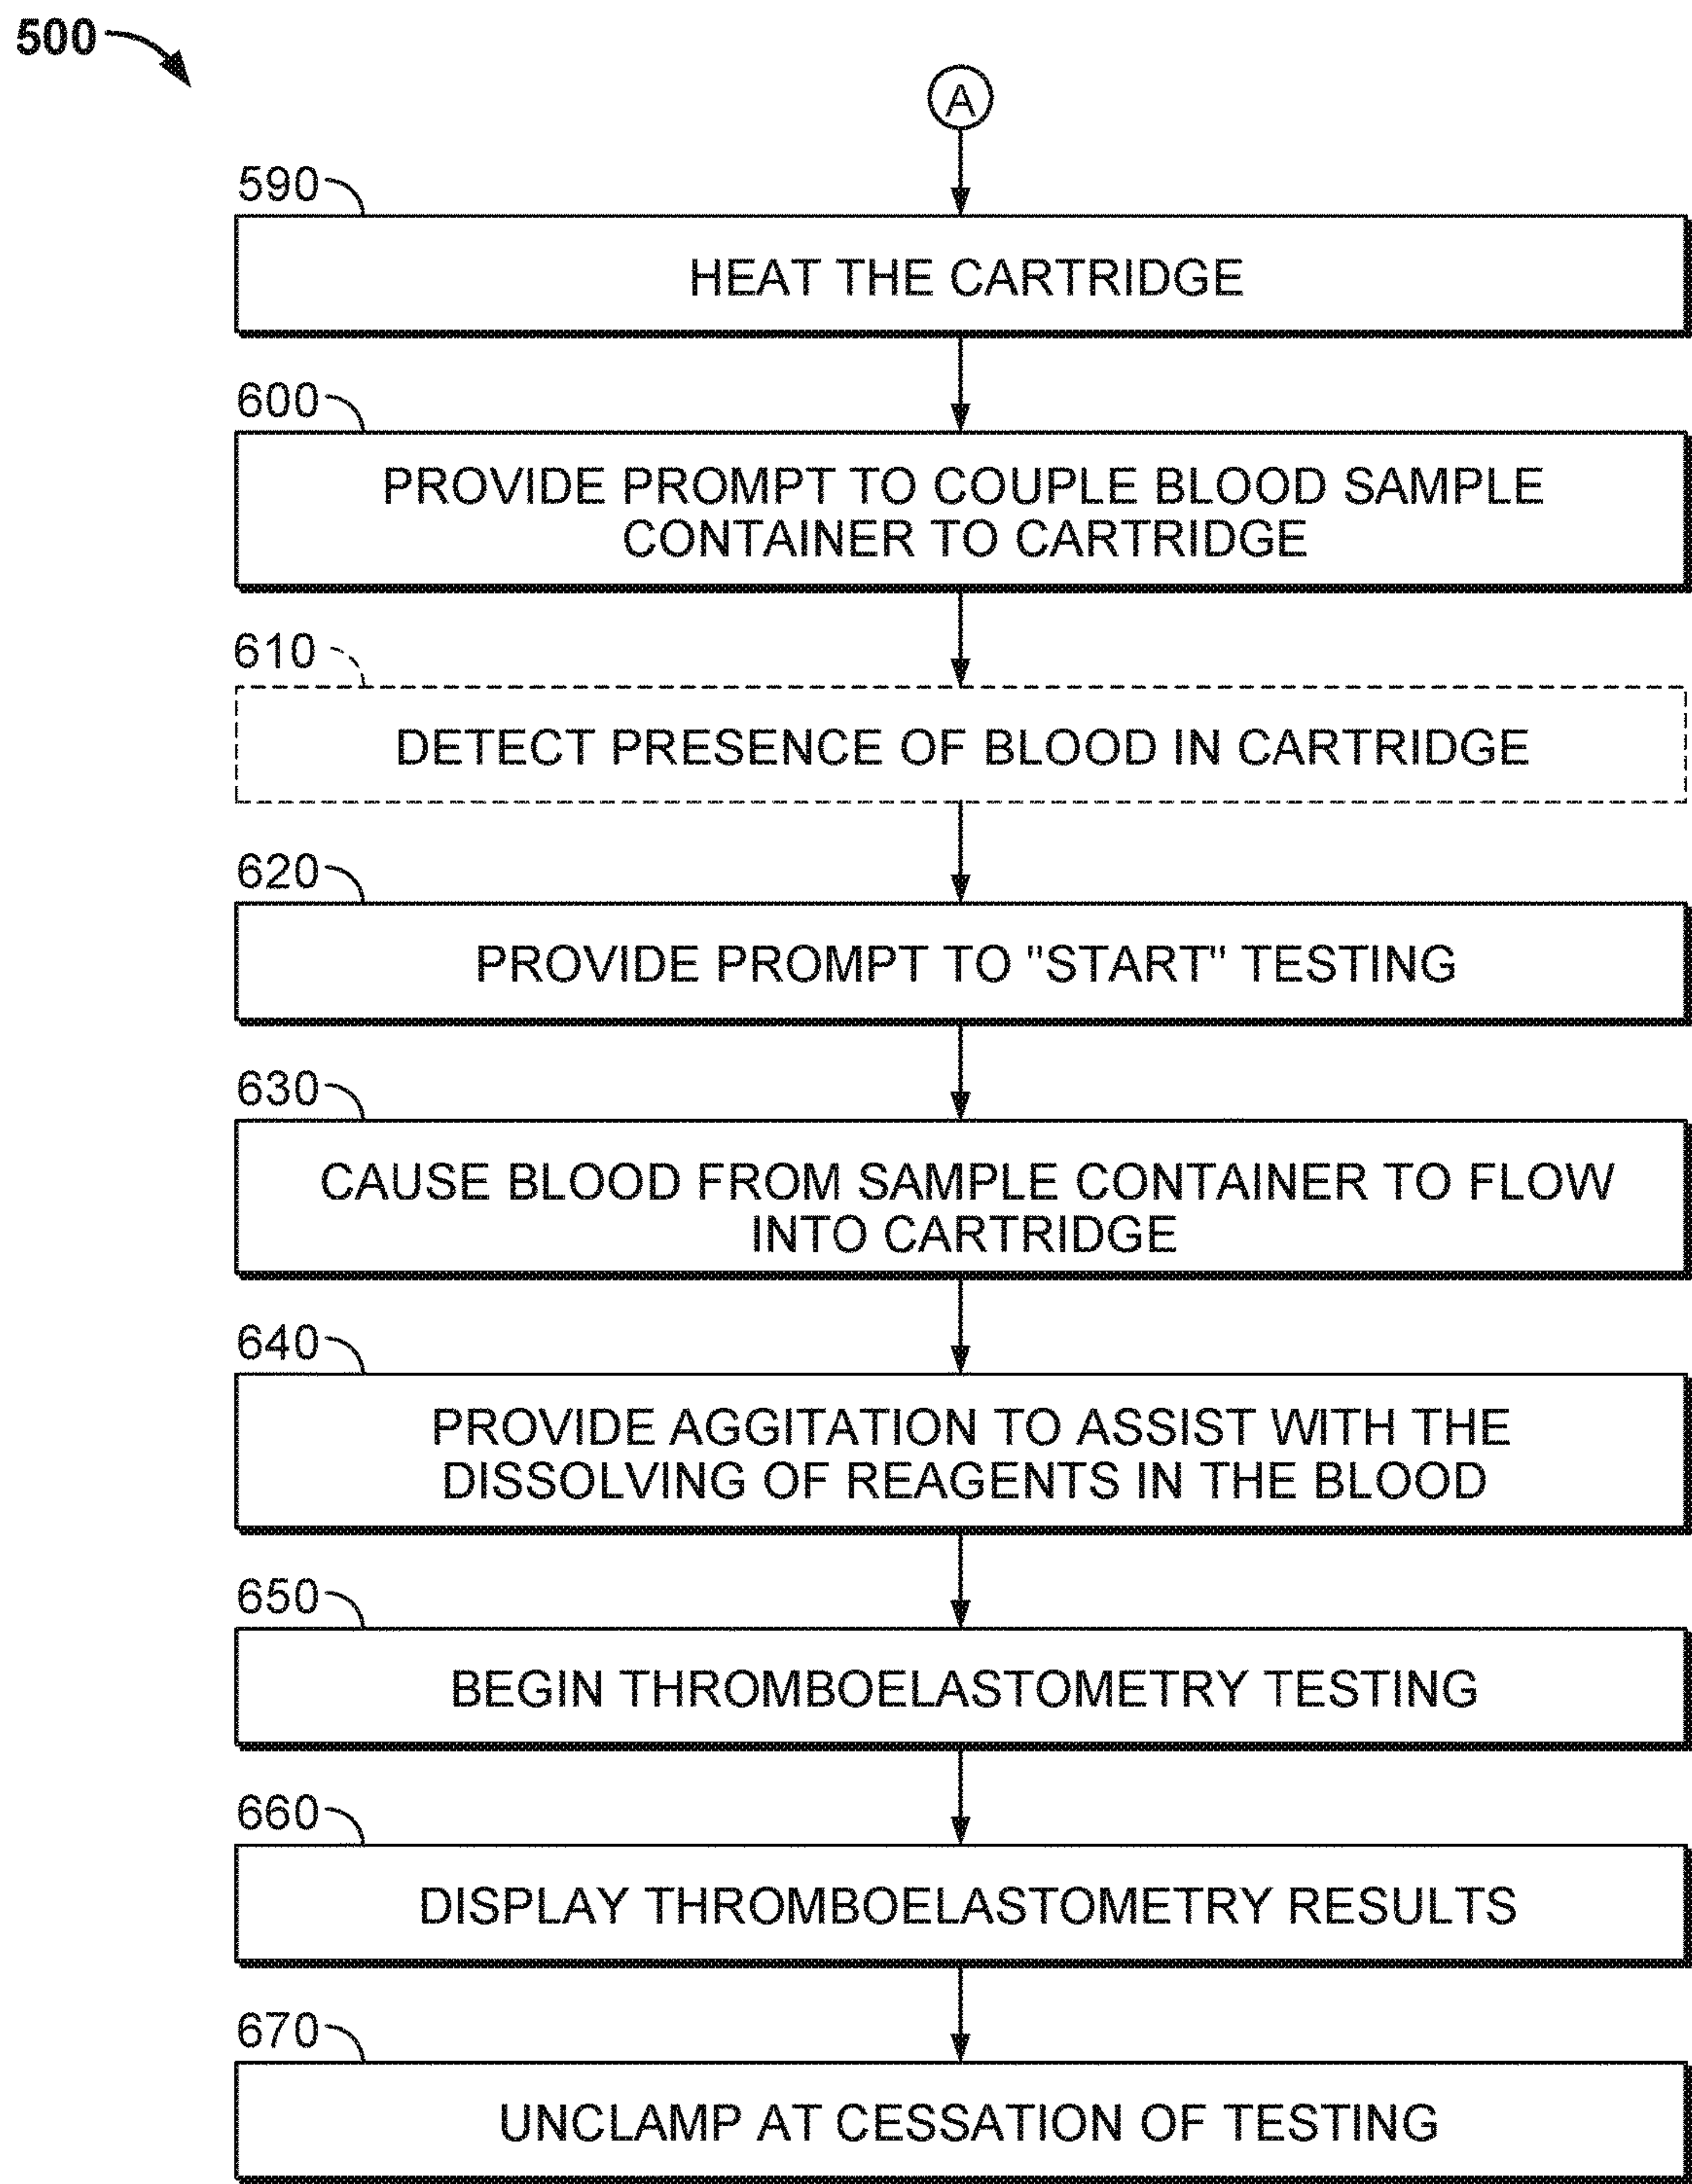 500
A
590
HEAT THE CARTRIDGE
600
PROVIDE PROMPT TO COUPLE BLOOD SAMPLE
CONTAINER TO CARTRIDGE
610
DETECT PRESENCE OF BLOOD IN CARTRIDGE
620
PROVIDE PROMPT TO "START" TESTING
630
CAUSE BLOOD FROM SAMPLE CONTAINER TO FLOW
INTO CARTRIDGE
640
PROVIDE AGGITATION TO ASSIST WITH THE
DISSOLVING OF REAGENTS IN THE BLOOD
650
BEGIN THROMBOELASTOMETRY TESTING
660
DISPLAY THROMBOELASTOMETRY RESULTS
670
UNCLAMP AT CESSATION OF TESTING